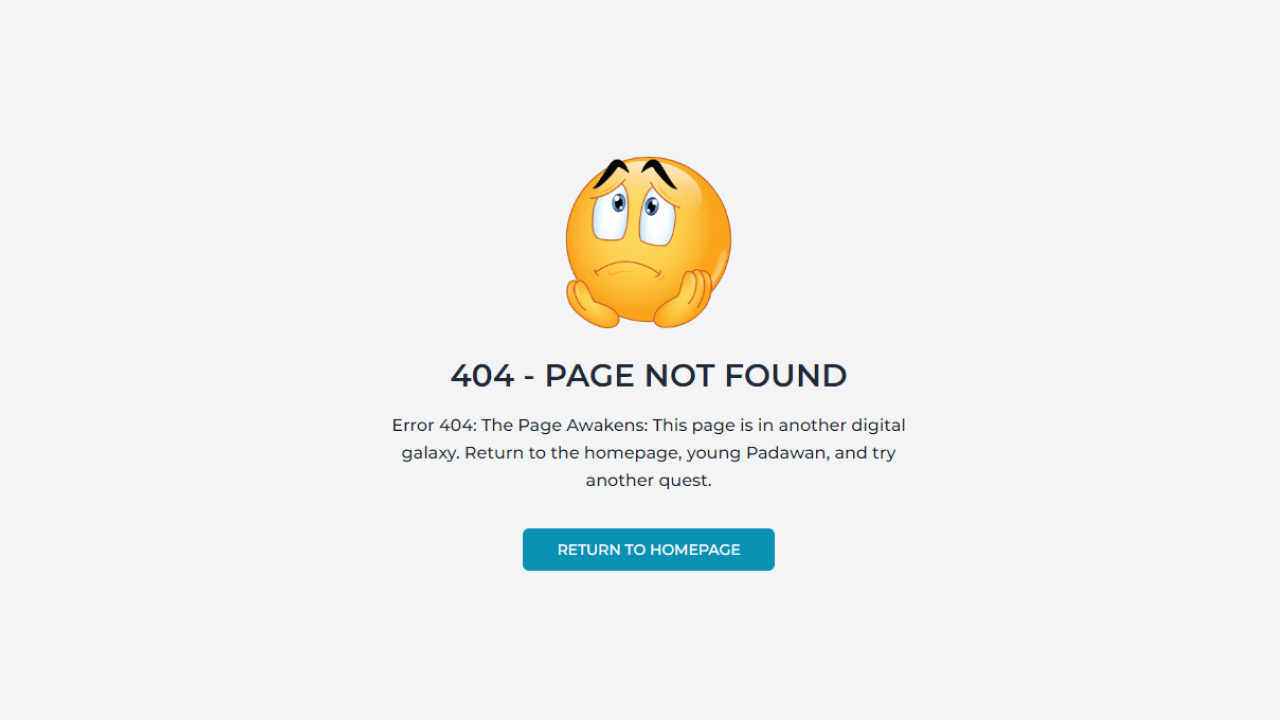 404 - PAGE NOT FOUND
Error 404: The Page Awakens: This page is in another digital
galaxy. Return to the homepage, young Padawan, and try
another quest.
RETURN TO HOMEPAGE